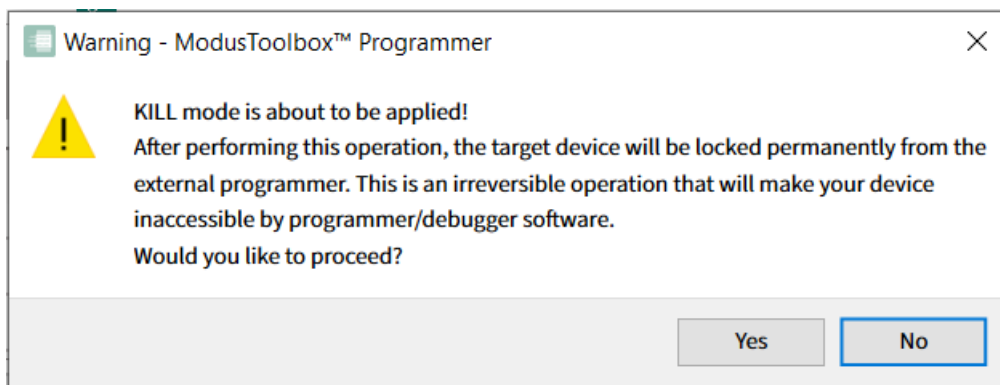 Warning - ModusToolbox™ Programmer
KILL mode is about to be applied!
After performing this operation, the target device will be locked permanently from the
external programmer. This is an irreversible operation that will make your device
inaccessible by programmer/debugger software.
Would you like to proceed?
Yes No